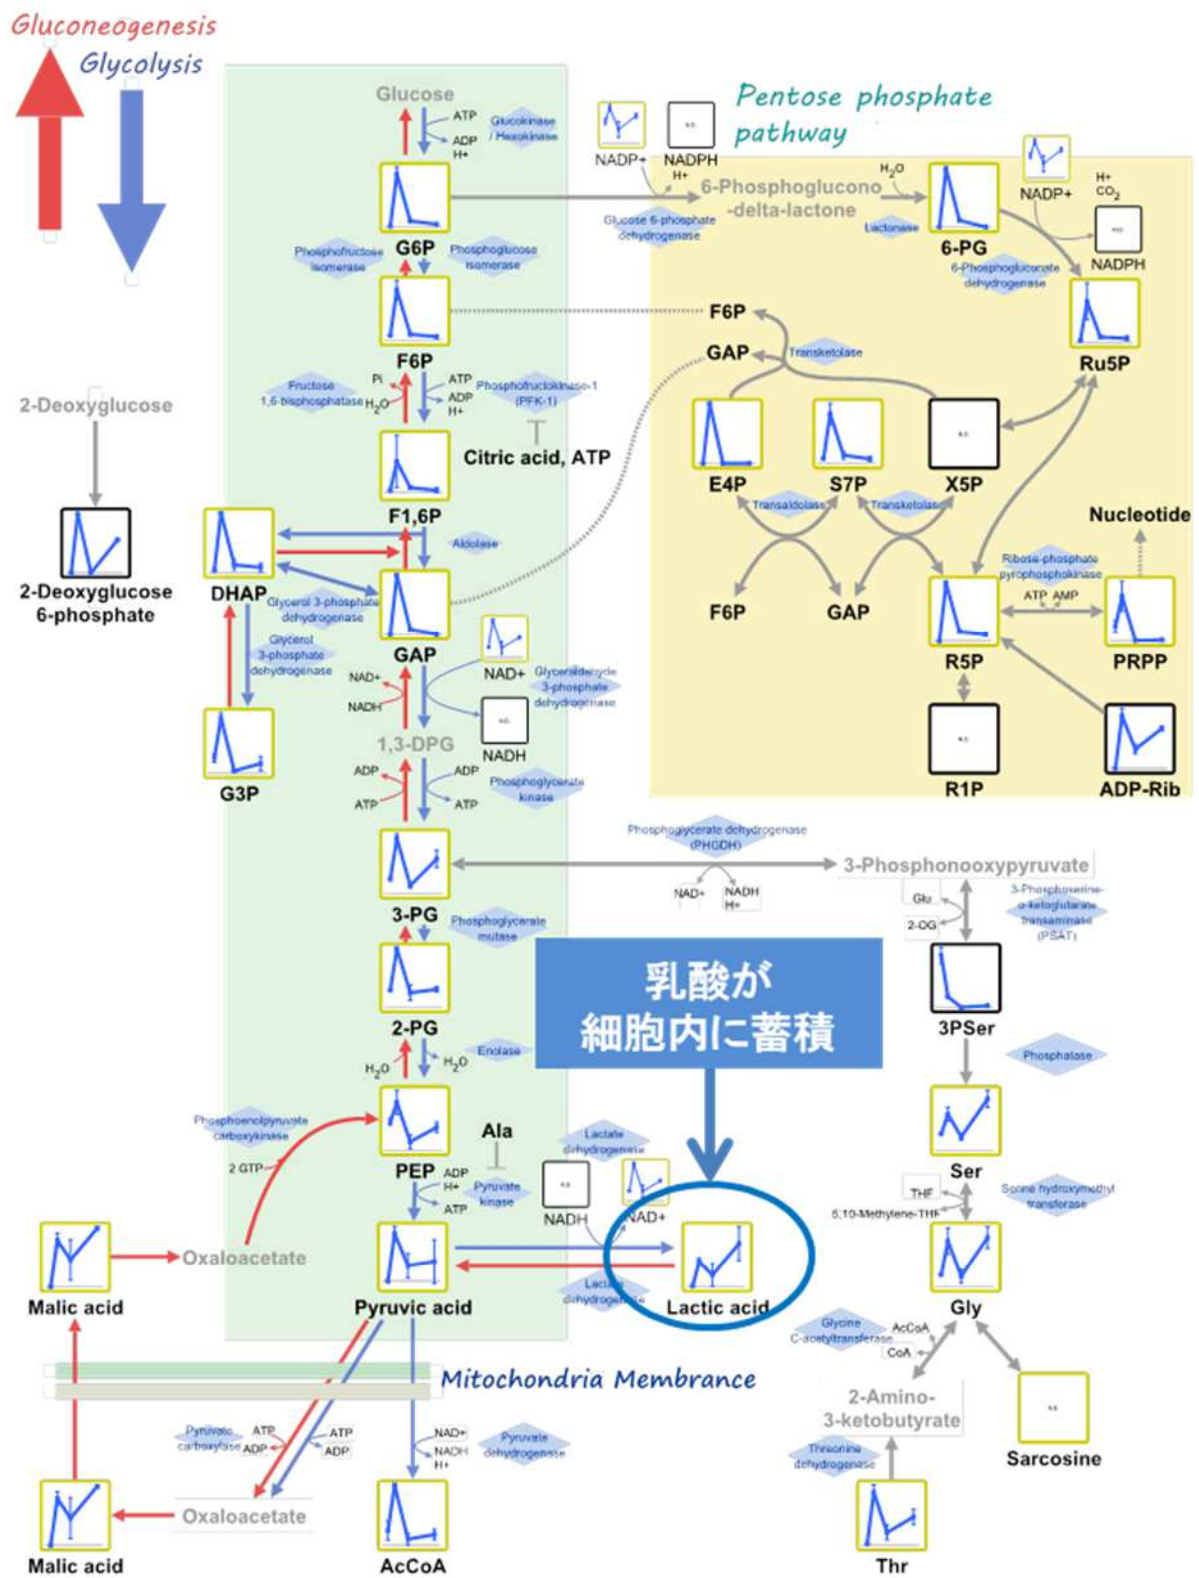 Gluconeogenesis
Glycolysis
Glucose
ATP
ADP
H+
Glucokinase
/ Hexokinase
Pentose phosphate
pathway
NADP+
N.D.
NADPH
H+
6-Phosphoglucono
-delta-lactone
H2O
NADP+
H+
CO2
NADPH
G6P
Glucose 6-phosphate
dehydrogenase
Lactonase
6-PG
Phosphofructose
isomerase
Phosphoglucose
isomerase
6-Phosphogluconate
dehydrogenase
F6P
GAP
Transketolase
Ru5P
F6P
Pi
H2O
ATP
ADP
H+
Fructose
1,6-bisphosphatase
Phosphofructokinase-1
(PFK-1)
2-Deoxyglucose
Citric acid, ATP
N.D.
E4P
S7P
X5P
F1,6P
Transaldolase
Transketolase
Nucleotide
Aldolase
2-Deoxyglucose
6-phosphate
DHAP
Glycerol 3-phosphate
dehydrogenase
Ribose-phosphate
pyrophosphokinase
ATP AMP
F6P
GAP
R5P
PRPP
Glycerol
3-phosphate
dehydrogenase
GAP
NAD+
NADH
NAD+
Glyceraldehyde
3-phosphate
dehydrogenase
N.D.
NADH
N.D.
R1P
ADP-Rib
1,3-DPG
G3P
ADP
ATP
ADP
ATP
Phosphoglycerate
kinase
Phosphoglycerate dehydrogenase
(PHGDH)
3-Phosphonooxypyruvate
NAD+
NADH
H+
Glu
2-OG
3-Phosphoserine-
α-ketoglutarate
transaminase
(PSAT)
3-PG
Phosphoglycerate
mutase
乳酸が
細胞内に蓄積
2-PG
3PSer
H2O
H2O
Enolase
Phosphatase
Phosphoenolpyruvate
carboxykinase
2 GTP
Ala
Lactate
dehydrogenase
PEP
ADP
H+
ATP
Pyruvate
kinase
NADH
NAD+
Ser
THF
5,10-Methylene-THF
Serine hydroxymethyl
transferase
Oxaloacetate
Malic acid
Pyruvic acid
Lactate
dehydrogenase
Lactic acid
Gly
Glycine
C-acetyltransferase
AcCoA
CoA
Mitochondria Membrance
2-Amino-
3-ketobutyrate
Sarcosine
Pyruvate
carboxylase
ATP
ADP
ATP
ADP
NAD+
NADH
H+
Pyruvate
dehydrogenase
Threonine
dehydrogenase
Oxaloacetate
Malic acid
AcCoA
Thr